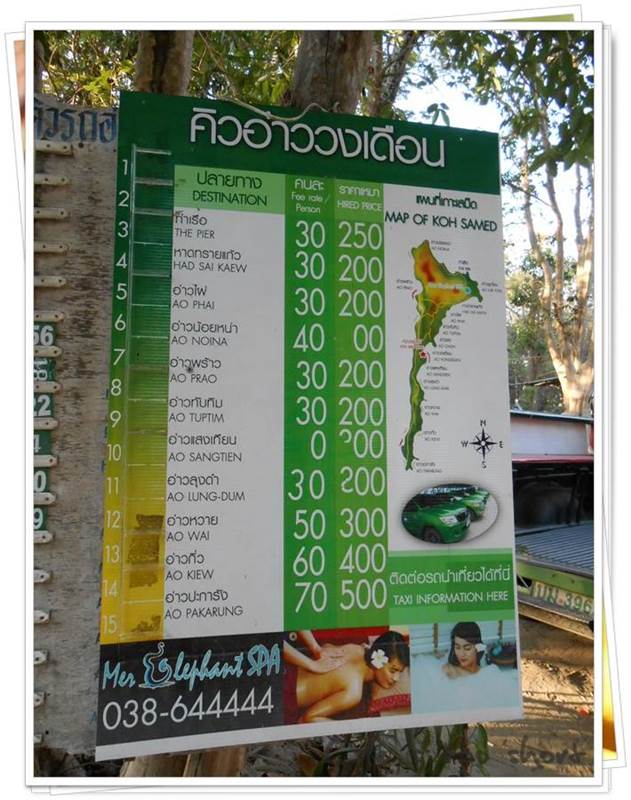 คิวอ่าววงเดือน
คิวรถอ
ปลายทาง
DESTINATION
คนละ
Fee rate/
Person
ราคาเหมา
HIRED PRICE
แผนที่เกาะเสม็ด
MAP OF KOH SAMED
1
2
3
4
5
6
7
8
9
10
11
12
13
14
15
ท่าเรือ
THE PIER
30 250
หาดทรายแก้ว
HAD SAI KAEW
30 200
อ่าวไผ่
AO PHAI
30 200
อ่าวน้อยหน่า
AO NOINA
40 00
อ่าวพร้าว
AO PRAO
30 200
อ่าวทับทิม
AO TUPTIM
30 200
อ่าวแสงเทียน
AO SANGTIEN
0 200
อ่าวลุงดำ
AO LUNG-DUM
30 200
อ่าวหวาย
AO WAI
50 300
อ่าวกิ่ว
AO KIEW
60 400
อ่าวปะการัง
AO PAKARUNG
70 500
N
W
E
S
ติดต่อรถนำเที่ยวได้ที่นี่
TAXI INFORMATION HERE
Mer Elephant SPA
038-644444
56
22
บน 396